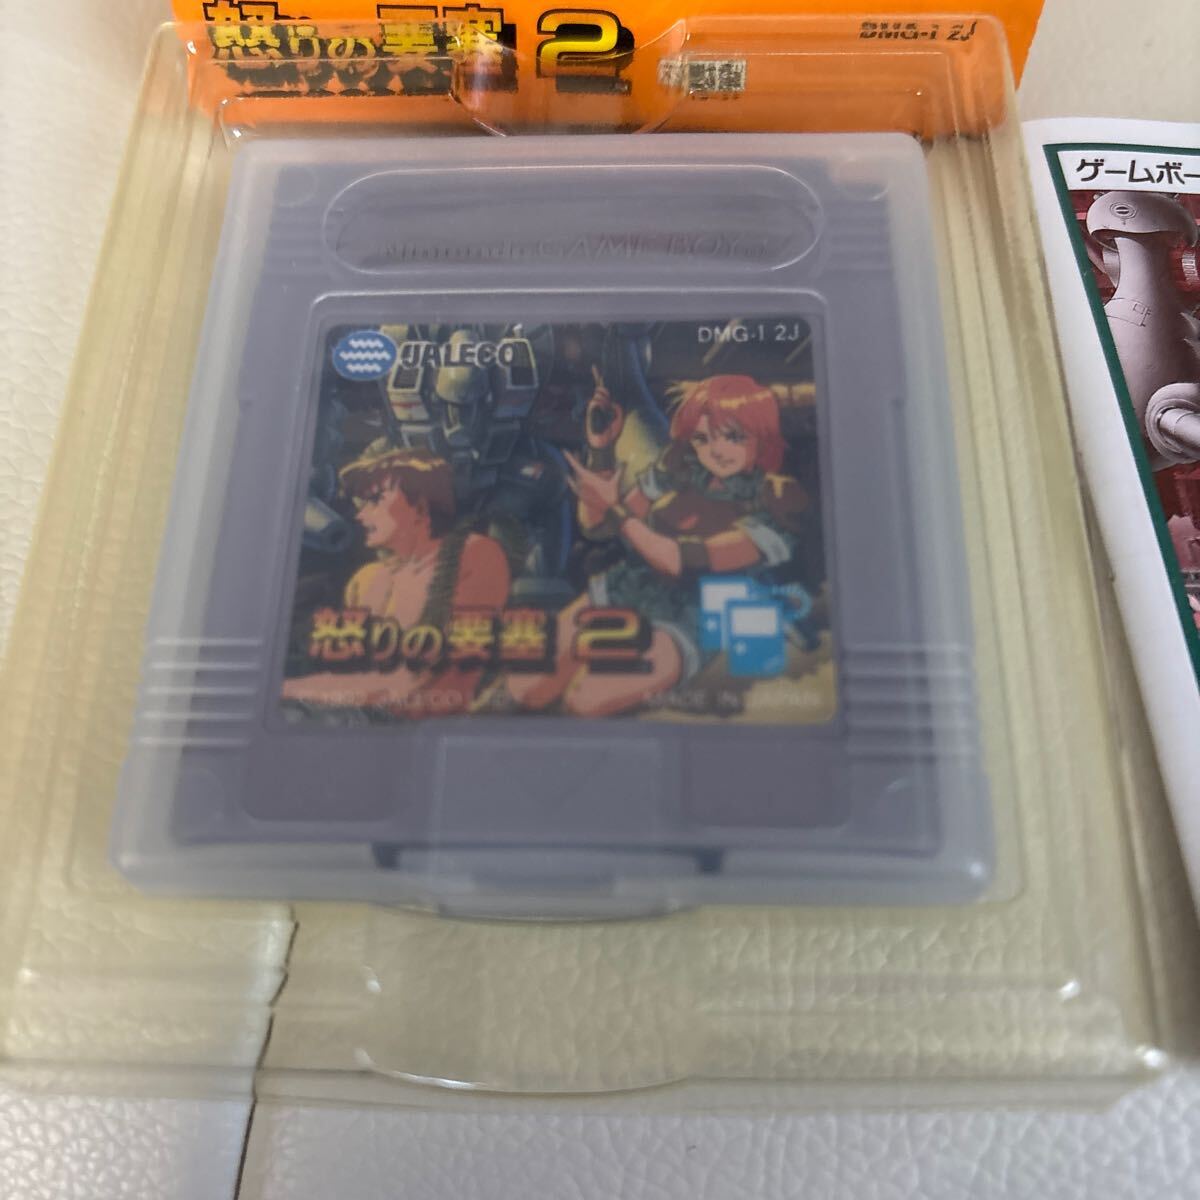 怒りの要塞 2
DMG-1 2J
ゲームボー
Nintendo GAME BOY
JALECO
DMG-1 2J
怒りの要塞 2
MADE IN JAPAN